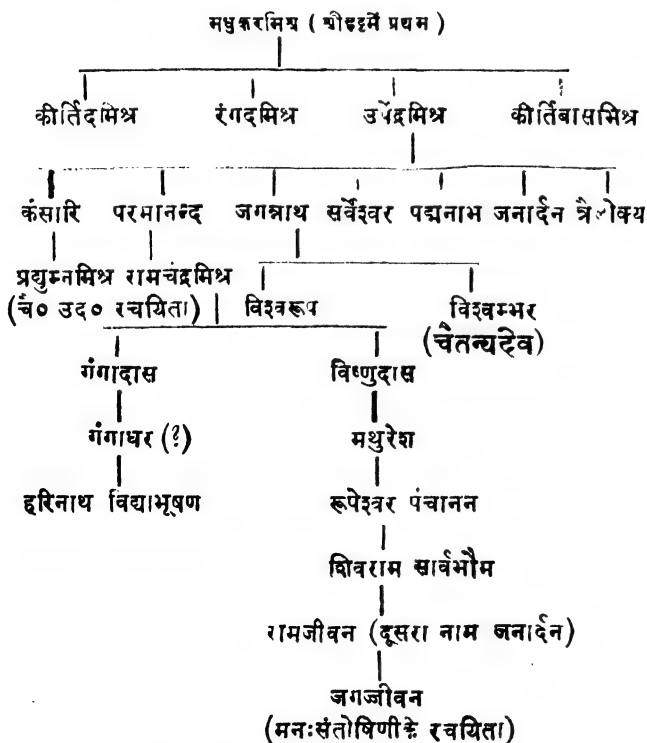 मधुकरमिश्र ( श्रीहट्टमें प्रथम )
कीर्तिदमिश्र रंगदमिश्र उपेंद्रमिश्र कीर्तिबासमिश्र
कंसारि परमानन्द जगन्नाथ सर्वेश्वर पद्मनाभ जनार्दन त्रैलोक्य
प्रद्युम्नमिश्र रामचंद्रमिश्र
(चै० उद० रचयिता) विश्वरूप विश्वम्भर
(चैतन्यदेव)
गंगादास विष्णुदास
गंगाधर (?) मथुरेश
हरिनाथ विद्याभूषण रूपेश्वर पंचानन
शिवराम सार्वभौम
रामजीवन (दूसरा नाम जनार्दन)
जगज्जीवन
(मनःसंतोषिणीके रचयिता)